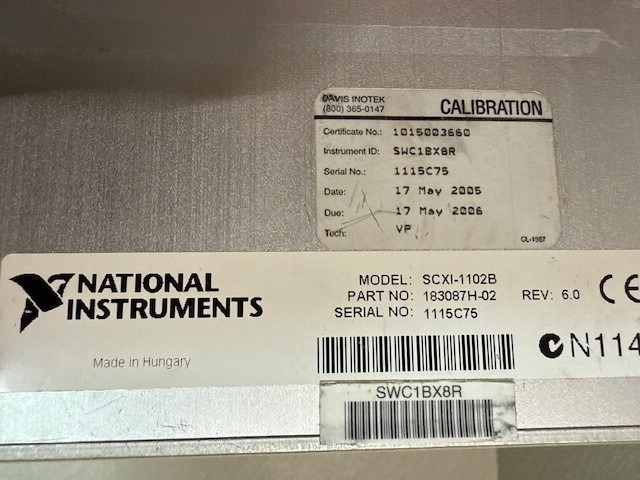 DAVIS INOTEK
(800) 365-0147
CALIBRATION
Certificate No.: 1015003660
Instrument ID: SWC1BX8R
Serial No.: 1115C75
Date: 17 May 2005
Due: 17 May 2006
Tech: VP
CL-1957
NATIONAL INSTRUMENTS
MODEL: SCXI-1102B
PART NO: 183087H-02 REV: 6.0 CE
SERIAL NO: 1115C75
Made in Hungary
N114
SWC1BX8R